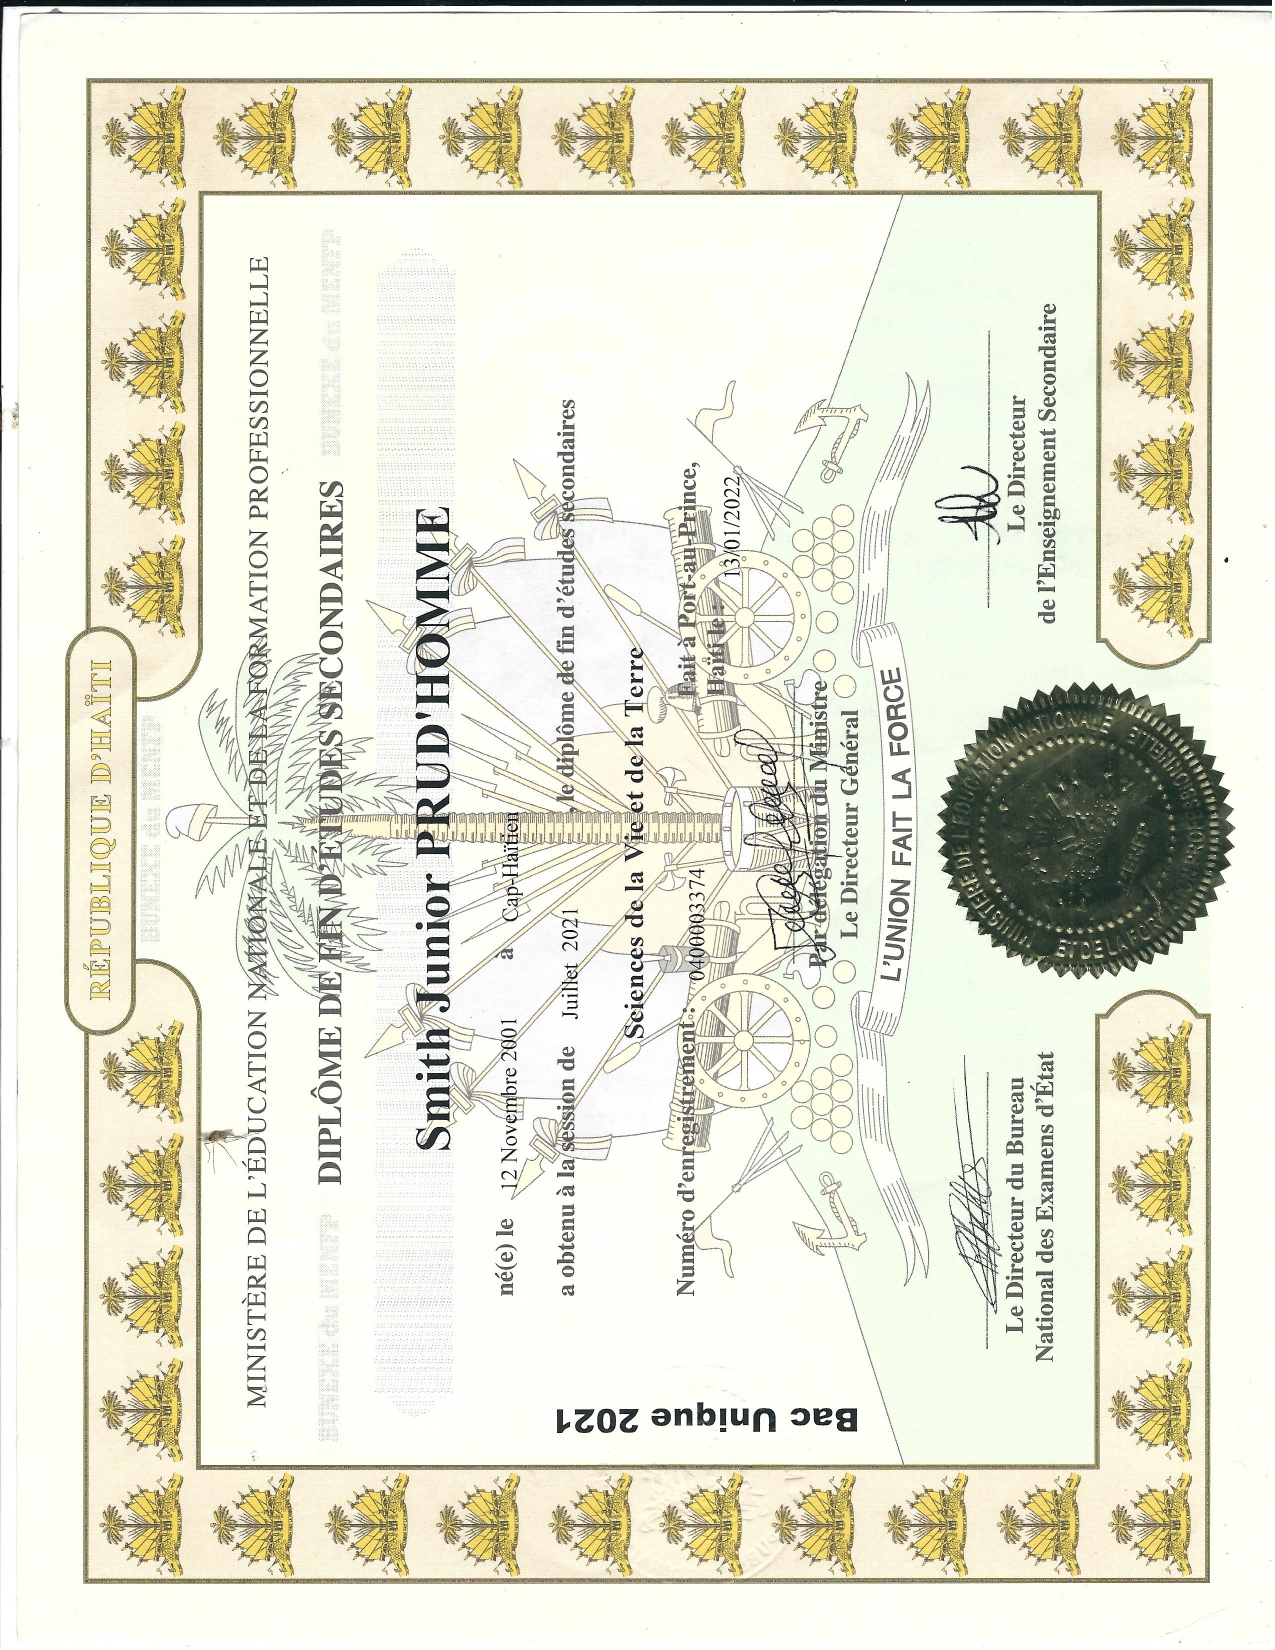 RÉPUBLIQUE D'HAÏTI
BUNEXE du MENFP
MINISTÈRE DE L'ÉDUCATION NATIONALE ET DE LA FORMATION PROFESSIONNELLE
BUNEXE du MENFP DIPLÔME DE FIN D'ÉTUDES SECONDAIRES BUNEXE du MENFP
Smith Junior PRUD'HOMME
né(e) le 12 Novembre 2001 à Cap-Haïtien
a obtenu à la session de Juillet 2021 , le diplôme de fin d'études secondaires
Sciences de la Vie et de la Terre
Numéro d'enregistrement : 0400003374
Fait à Port-au-Prince,
Haïti le : 13/01/2022
Bac Unique 2021
Par délégation du Ministre
Le Directeur Général
L'UNION FAIT LA FORCE
Le Directeur du Bureau
National des Examens d'État
Le Directeur
de l'Enseignement Secondaire
MINISTÈRE DE L'ÉDUCATION NATIONALE
PROFESSIONNELLE
MENFP